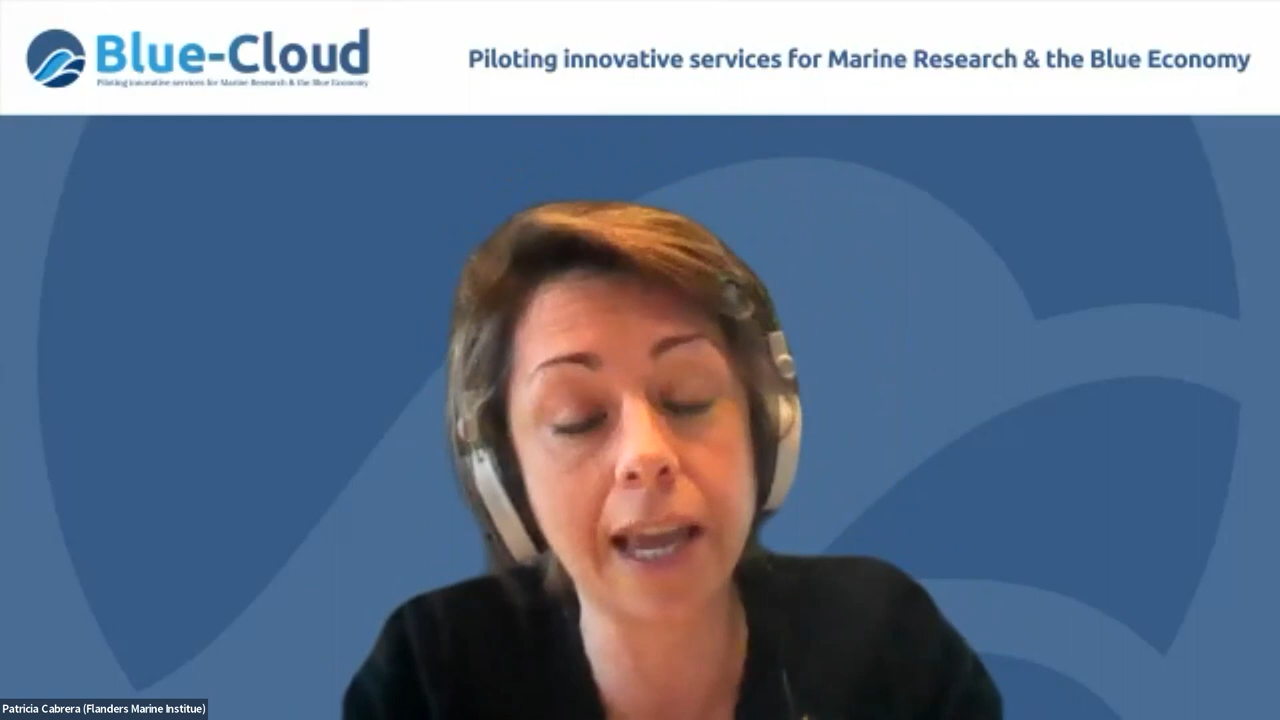 Blue-Cloud
Piloting innovative services for Marine Research & the Blue Economy
Piloting innovative services for Marine Research & the Blue Economy
Patricia Cabrera (Flanders Marine Institue)